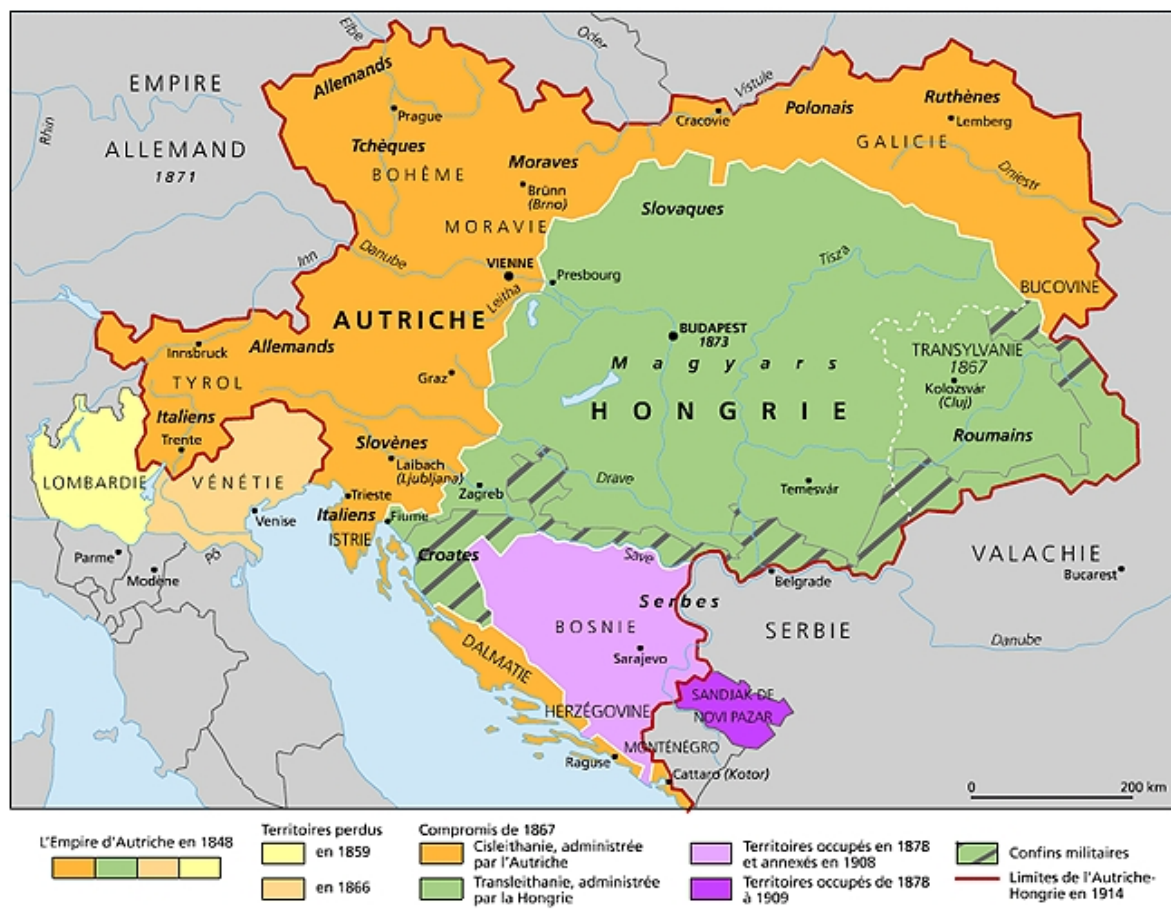 Elbe
Oder
Vistule
EMPIRE
ALLEMAND
1871
Rhin
Allemands
Prague
Tchèques
BOHÊME
Moraves
Brünn
(Brno)
MORAVIE
Cracovie
Polonais
Ruthènes
Lemberg
GALICIE
Dniestr
Slovaques
Inn
Danube
VIENNE
Leitha
Presbourg
Tisza
BUCOVINE
AUTRICHE
Allemands
Innsbruck
TYROL
Graz
BUDAPEST
1873
Magyars
HONGRIE
TRANSYLVANIE
1867
Kolozsvár
(Cluj)
Roumains
Italiens
Trente
Slovènes
Laibach
(Ljubljana)
LOMBARDIE
VÉNÉTIE
Venise
Trieste
Italiens
Fiume
ISTRIE
Zagreb
Drave
Temesvár
Croates
Save
Belgrade
VALACHIE
Bucarest
Parme
Modène
Pô
Serbes
BOSNIE
Sarajevo
SERBIE
Danube
DALMATIE
HERZÉGOVINE
SANDJAK DE
NOVI PAZAR
MONTÉNÉGRO
Raguse
Cattaro (Kotor)
0 200 km
L'Empire d'Autriche en 1848
Territoires perdus
en 1859
en 1866
Compromis de 1867
Cisleithanie, administrée
par l'Autriche
Transleithanie, administrée
par la Hongrie
Territoires occupés en 1878
et annexés en 1908
Territoires occupés de 1878
à 1909
Confins militaires
Limites de l'Autriche-
Hongrie en 1914